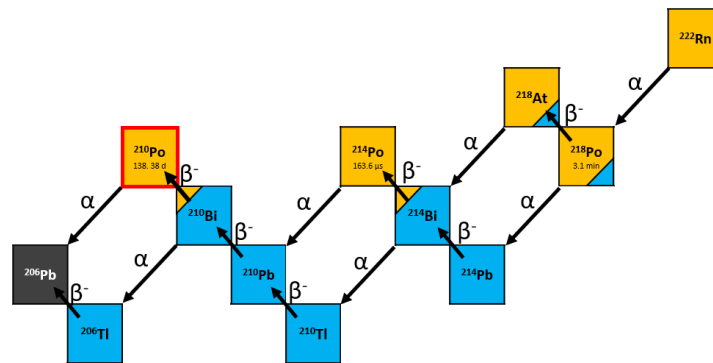 ²²²Rn
α
²¹⁸At
β⁻
α
²¹⁸Po
3.1 min
²¹⁰Po
138. 38 d
²¹⁴Po
163.6 µs
α
β⁻
α
β⁻
α
²¹⁰Bi
²¹⁴Bi
β⁻
α
β⁻
α
²⁰⁶Pb
²¹⁰Pb
²¹⁴Pb
β⁻
β⁻
²⁰⁶Tl
²¹⁰Tl